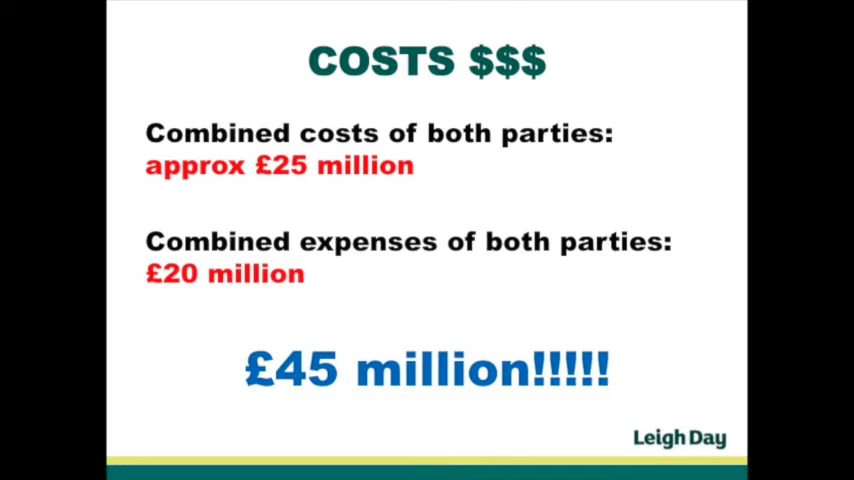 COSTS $$$
Combined costs of both parties:
approx £25 million
Combined expenses of both parties:
£20 million
£45 million!!!!!
Leigh Day